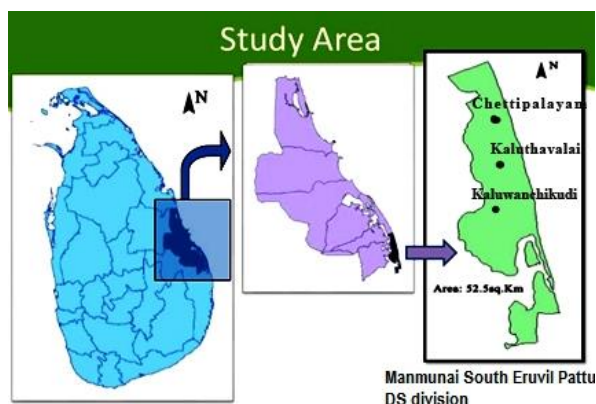 Study Area
N
N
Chettipalayam
Kaluthavalai
Kaluwanchikudi
Area: 52.5sq.Km
Manmunai South Eruvil Pattu
DS division